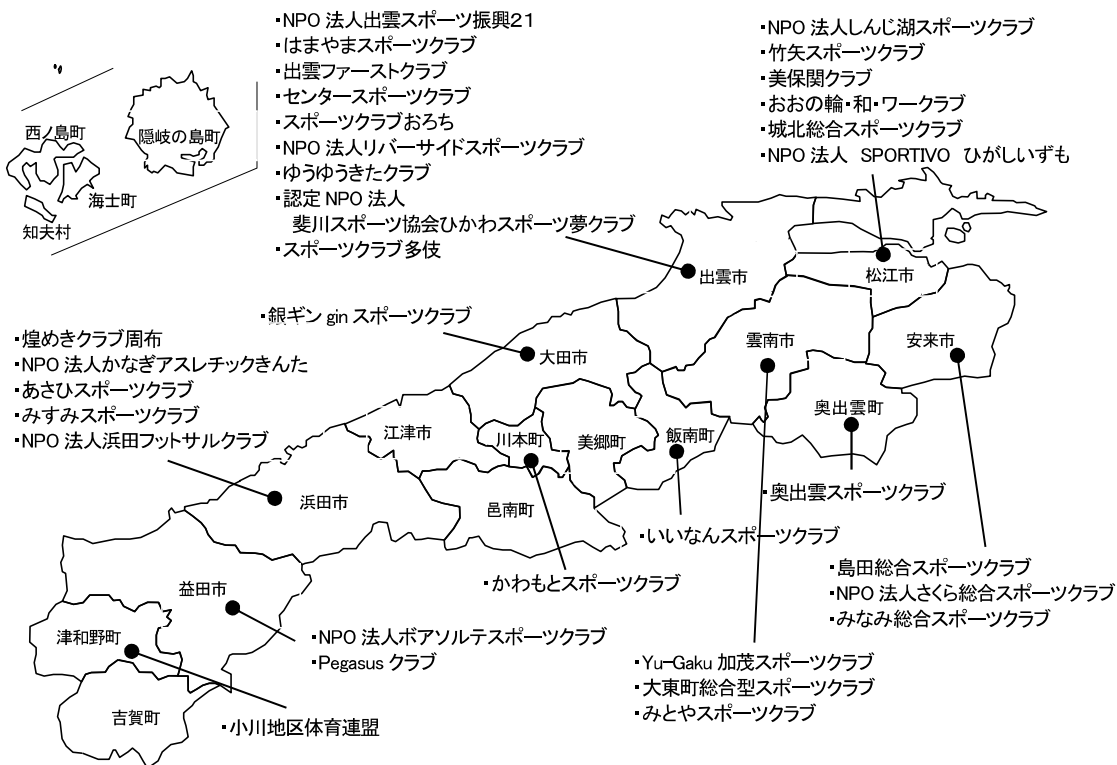 ・NPO 法人出雲スポーツ振興21
・はまやまスポーツクラブ
・出雲ファーストクラブ
・センタースポーツクラブ
・スポーツクラブおろち
・NPO 法人リバーサイドスポーツクラブ
・ゆうゆうきたクラブ
・認定 NPO 法人
斐川スポーツ協会ひかわスポーツ夢クラブ
・スポーツクラブ多伎
・NPO 法人しんじ湖スポーツクラブ
・竹矢スポーツクラブ
・美保関クラブ
・おおの輪・和・ワークラブ
・城北総合スポーツクラブ
・NPO 法人 SPORTIVO ひがしいずも
西ノ島町
隠岐の島町
海士町
知夫村
出雲市
松江市
・銀ギン gin スポーツクラブ
・煌めきクラブ周布
・NPO 法人かなぎアスレチックきんた
・あさひスポーツクラブ
・みすみスポーツクラブ
・NPO 法人浜田フットサルクラブ
大田市
雲南市
安来市
江津市
川本町
美郷町
飯南町
奥出雲町
浜田市
邑南町
・奥出雲スポーツクラブ
・いいなんスポーツクラブ
・かわもとスポーツクラブ
・島田総合スポーツクラブ
・NPO 法人さくら総合スポーツクラブ
・みなみ総合スポーツクラブ
益田市
津和野町
吉賀町
・NPO 法人ボアソルテスポーツクラブ
・Pegasus クラブ
・小川地区体育連盟
・Yu-Gaku 加茂スポーツクラブ
・大東町総合型スポーツクラブ
・みとやスポーツクラブ